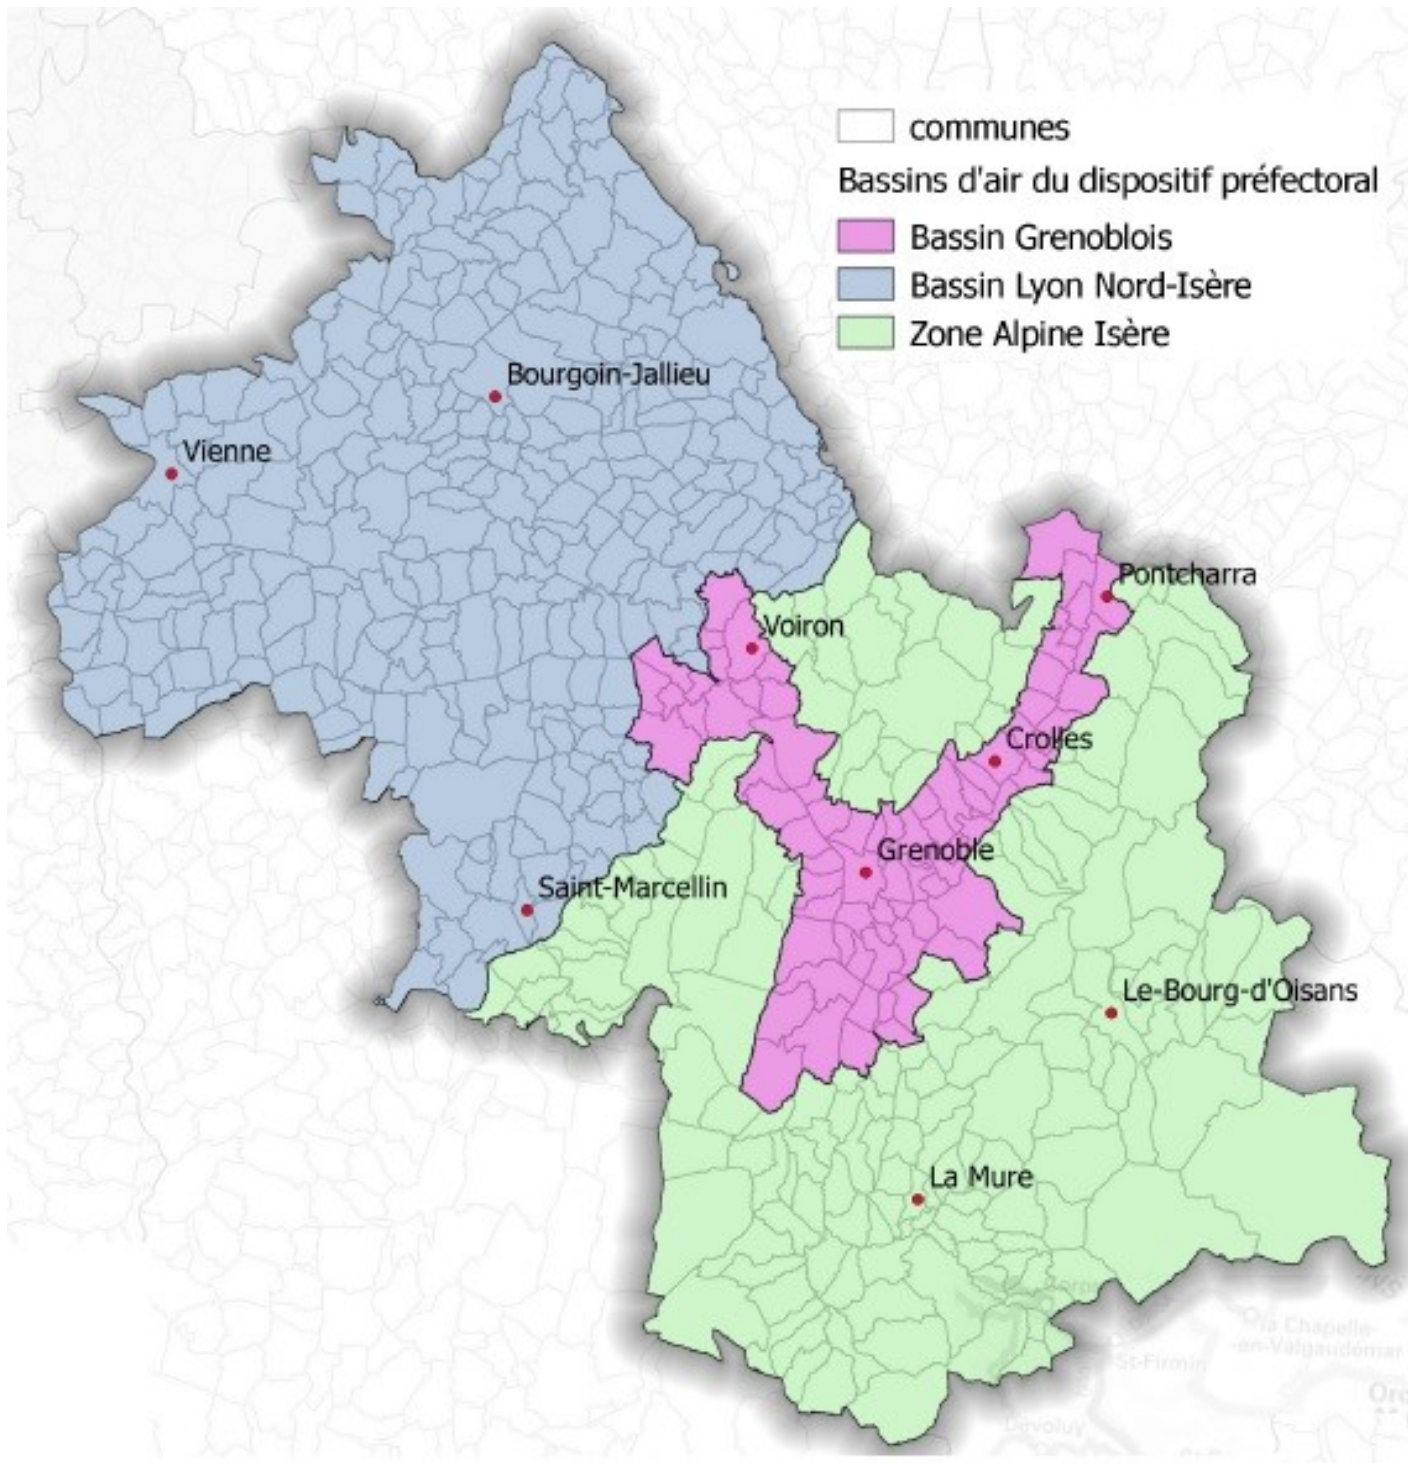 communes
Bassins d'air du dispositif préfectoral
Bassin Grenoblois
Bassin Lyon Nord-Isère
Zone Alpine Isère
Bourgoin-Jallieu
Vienne
Pontcharra
Voiron
Crolles
Grenoble
Saint-Marcellin
Le-Bourg-d'Oisans
La Mure
la Chapelle-
-en-Valgaudemar
St-Firmin
Dévoluy